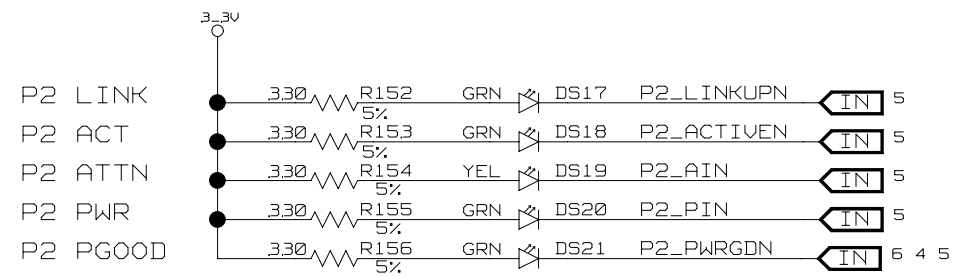 3_3V
P2 LINK 330 R152 GRN DS17 P2_LINKUPN IN 5
5%
P2 ACT 330 R153 GRN DS18 P2_ACTIVEN IN 5
5%
P2 ATTN 330 R154 YEL DS19 P2_AIN IN 5
5%
P2 PWR 330 R155 GRN DS20 P2_PIN IN 5
5%
P2 PGOOD 330 R156 GRN DS21 P2_PWRGDN IN 6 4 5
5%